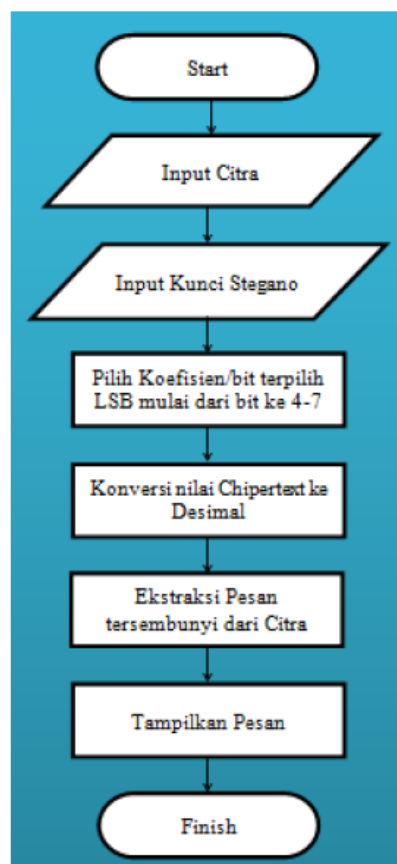 Start
Input Citra
Input Kunci Stegano
Pilih Koefisien/bit terpilih
LSB mulai dari bit ke 4-7
Konversi nilai Chipertext ke
Desimal
Ekstraksi Pesan
tersembunyi dari Citra
Tampilkan Pesan
Finish